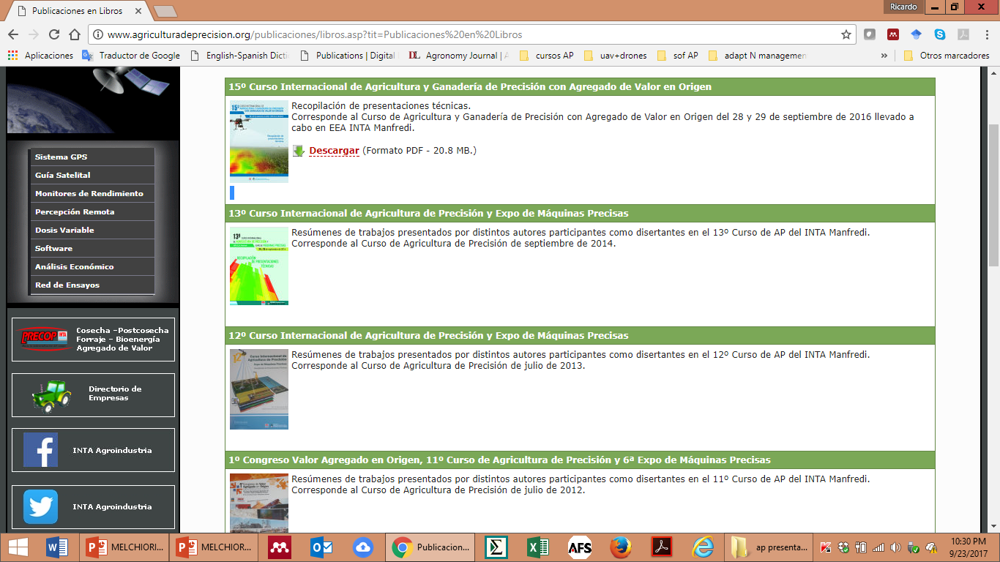 Publicaciones en Libros
Ricardo
www.agriculturadeprecision.org/publicaciones/libros.asp?tit=Publicaciones%20en%20Libros
Aplicaciones
Traductor de Google
English-Spanish Dicti
Publications | Digital
DL Agronomy Journal | A
cursos AP
uav+drones
sof AP
adapt N managemen
»
Otros marcadores
Sistema GPS
Guía Satelital
Monitores de Rendimiento
Percepción Remota
Dosis Variable
Software
Análisis Económico
Red de Ensayos
PRECOP INTA
Cosecha -Postcosecha
Forraje - Bioenergía
Agregado de Valor
Directorio de
Empresas
INTA Agroindustria
INTA Agroindustria
15º Curso Internacional de Agricultura y Ganadería de Precisión con Agregado de Valor en Origen
Recopilación de presentaciones técnicas.
Corresponde al Curso de Agricultura y Ganadería de Precisión con Agregado de Valor en Origen del 28 y 29 de septiembre de 2016 llevado a
cabo en EEA INTA Manfredi.
Descargar (Formato PDF - 20.8 MB.)
13º Curso Internacional de Agricultura de Precisión y Expo de Máquinas Precisas
Resúmenes de trabajos presentados por distintos autores participantes como disertantes en el 13º Curso de AP del INTA Manfredi.
Corresponde al Curso de Agricultura de Precisión de septiembre de 2014.
12º Curso Internacional de Agricultura de Precisión y Expo de Máquinas Precisas
Resúmenes de trabajos presentados por distintos autores participantes como disertantes en el 12º Curso de AP del INTA Manfredi.
Corresponde al Curso de Agricultura de Precisión de julio de 2013.
1º Congreso Valor Agregado en Origen, 11º Curso de Agricultura de Precisión y 6ª Expo de Máquinas Precisas
Resúmenes de trabajos presentados por distintos autores participantes como disertantes en el 11º Curso de AP del INTA Manfredi.
Corresponde al Curso de Agricultura de Precisión de julio de 2012.
MELCHIORI...
MELCHIOR...
Publicacion...
AFS
ap presenta...
10:30 PM
9/23/2017